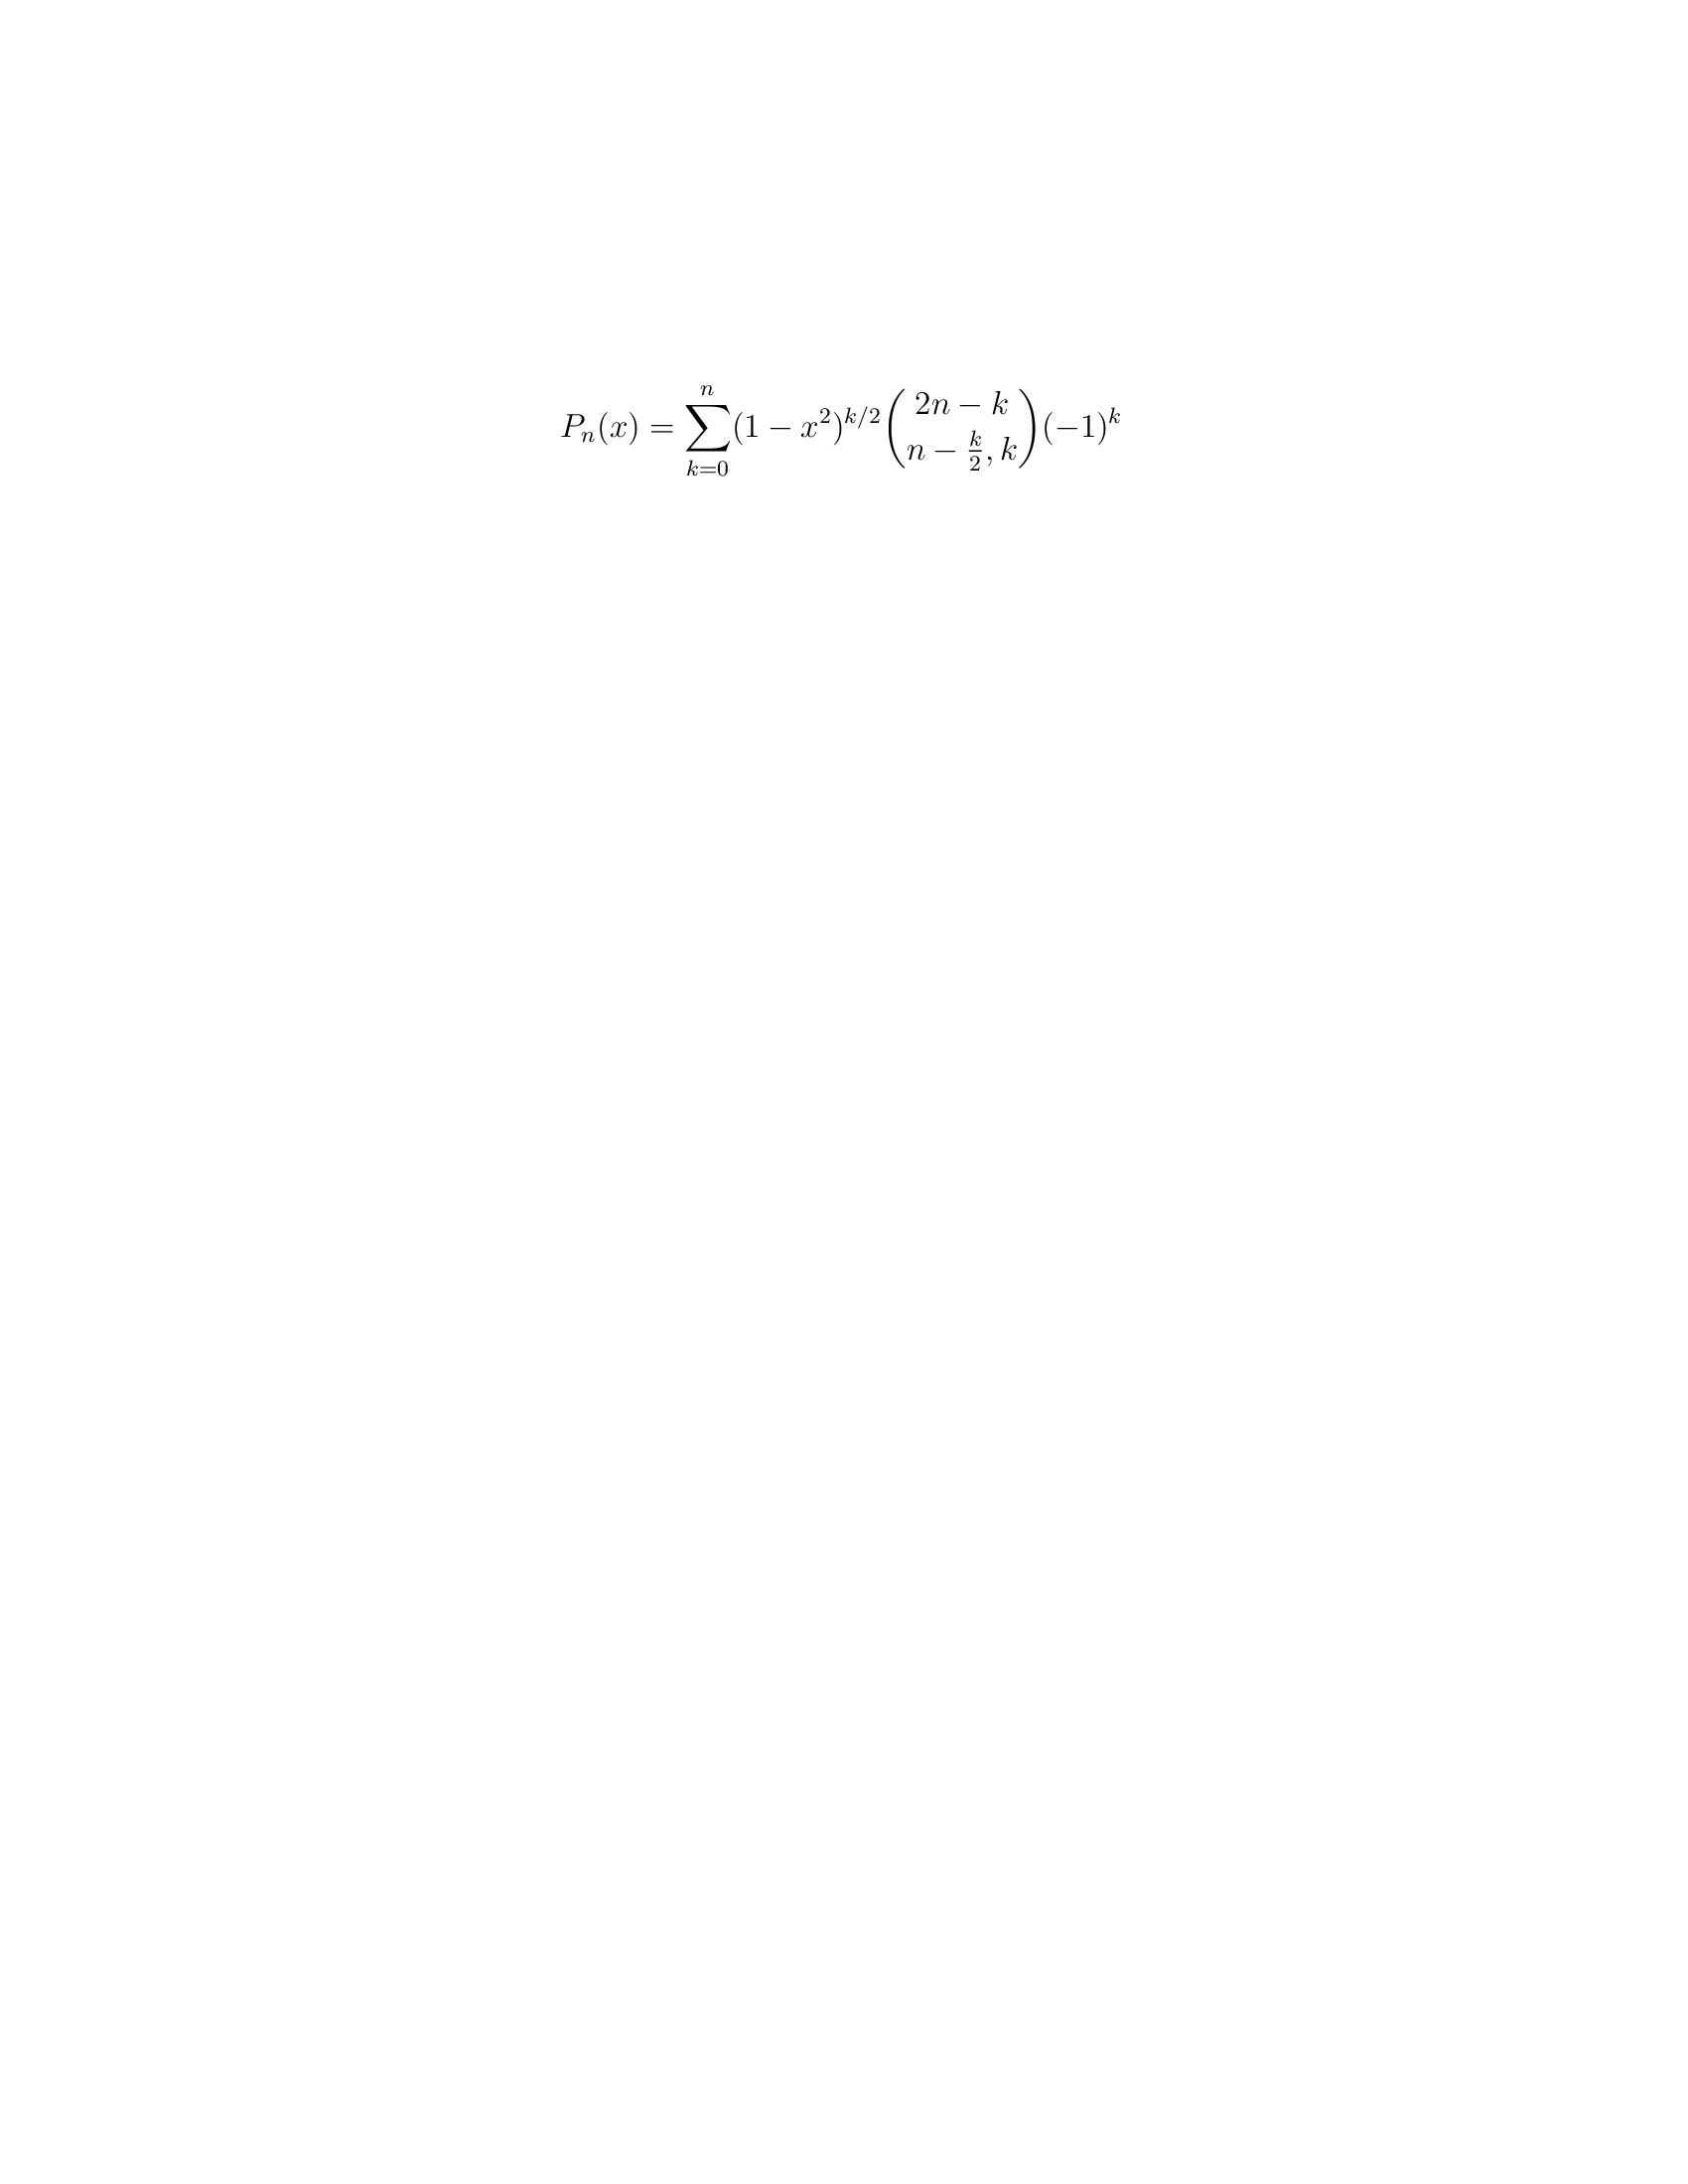 $P_n(x) = \sum_{k=0}^{n} (1 - x^2)^{k/2} \binom{2n - k}{n - \frac{k}{2}, k} (-1)^k$